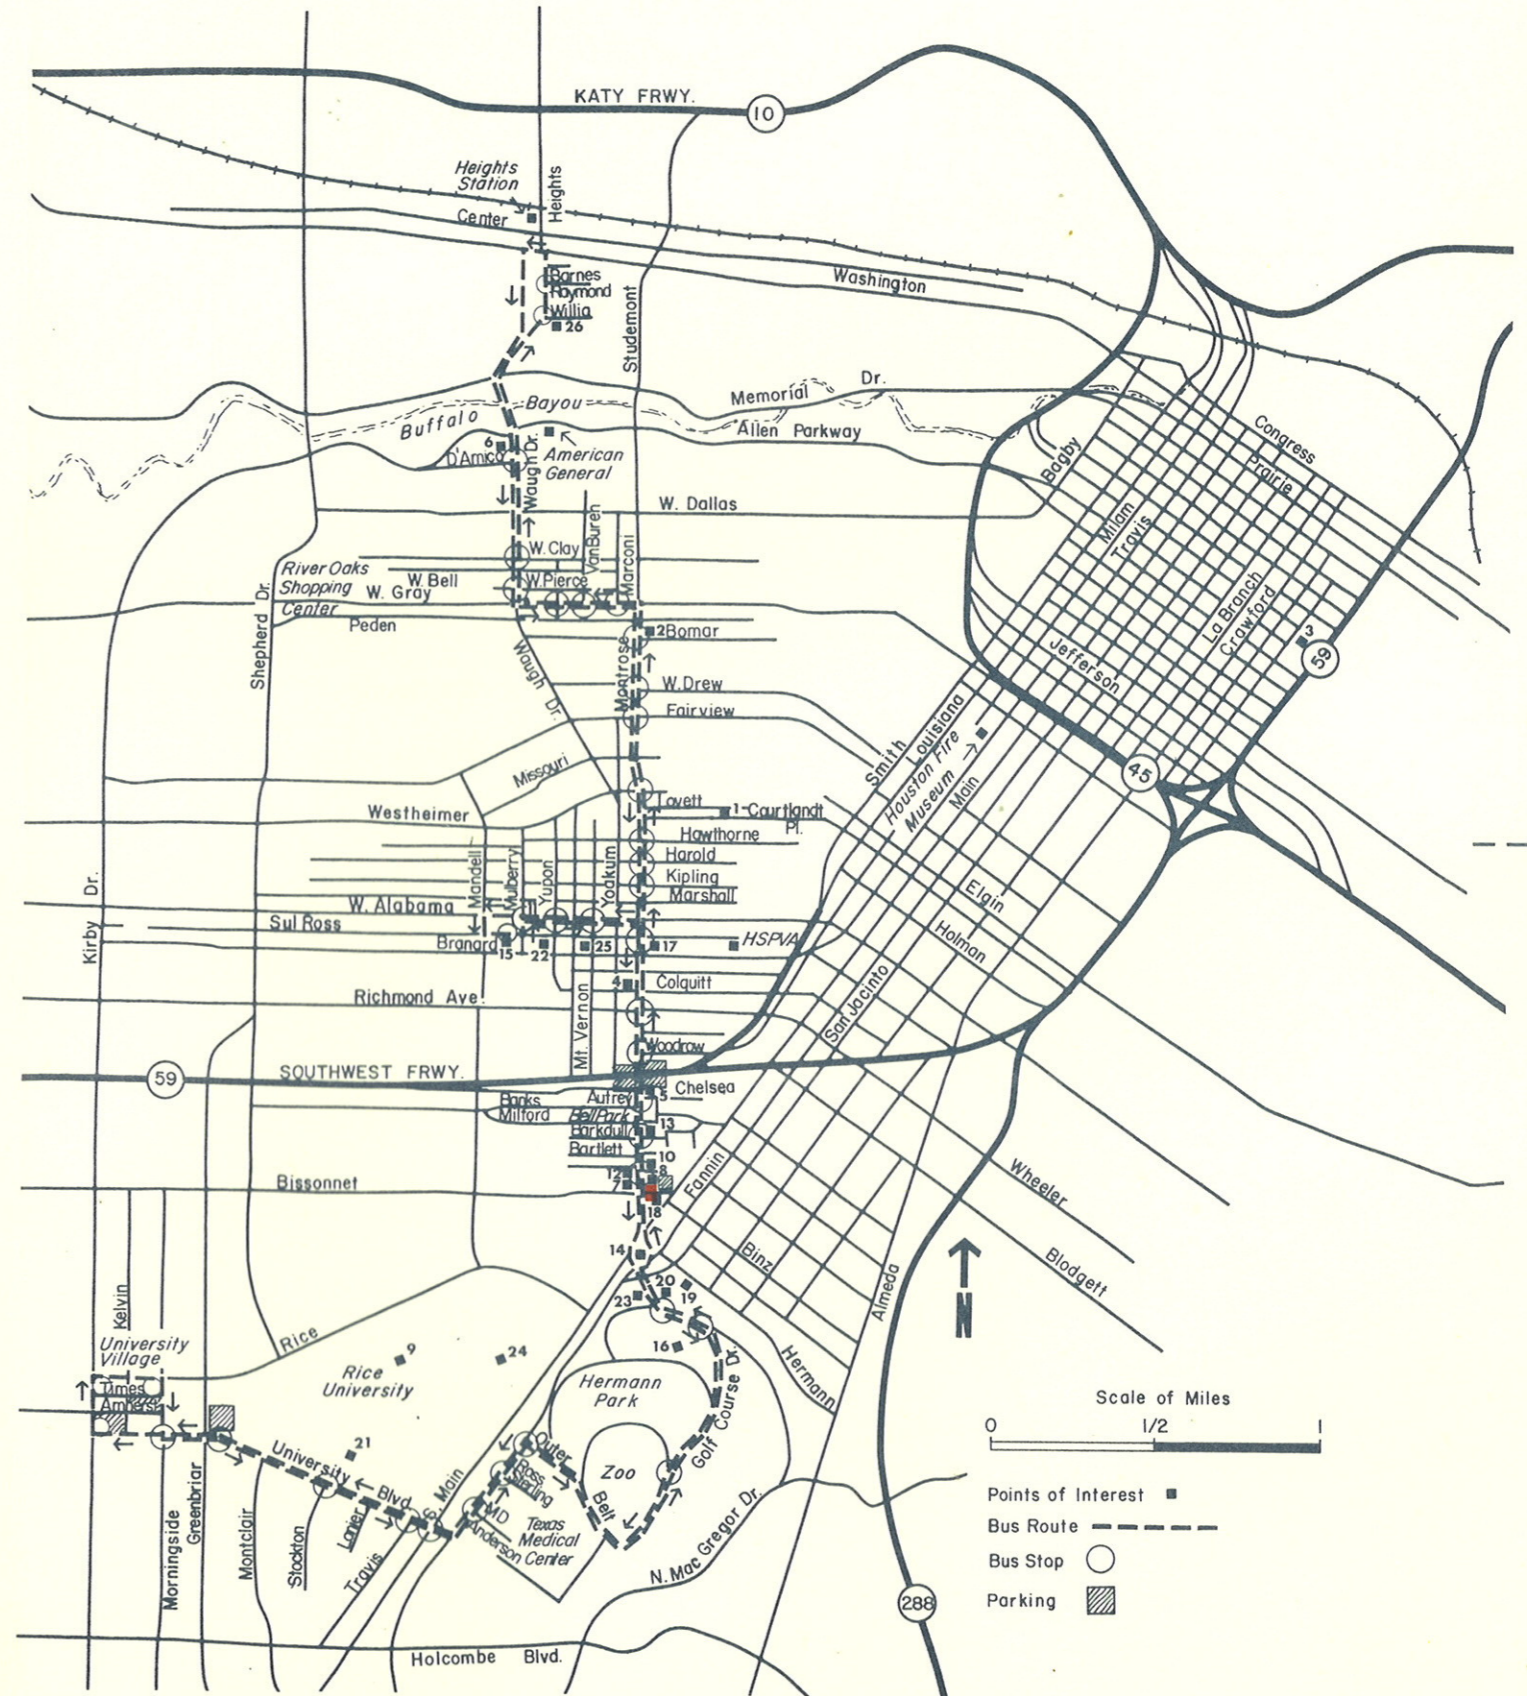 KATY FRWY.
10
Heights
Station
Heights
Center
Washington
Barnes
Raymond
Willia
26
Studemont
Memorial Dr.
Buffalo Bayou
Allen Parkway
6
D'Amico
Waugh Dr.
American
General
Bagby
Congress
Prairie
W. Dallas
Milam
Travis
W. Clay
VanBuren
Marconi
River Oaks
Shopping
Center
W. Bell
W. Pierce
W. Gray
Peden
La Branch
Crawford
3
59
Shepherd Dr.
Waugh Dr.
Montrose
2 Bomar
Jefferson
W. Drew
Fairview
Smith
Louisiana
Houston Fire
Museum
Main
45
Missouri
Westheimer
Lovett
1 Courtlandt
Pl.
Hawthorne
Harold
Kipling
Marshall
Mandell
Mulberry
Yupon
Yoakum
Elgin
Holman
Kirby Dr.
W. Alabama
Sul Ross
Branard
15
22
25
17
HSPVA
4
Colquitt
Richmond Ave.
Mt. Vernon
San Jacinto
Woodrow
59
SOUTHWEST FRWY.
Chelsea
Banks
Autrey
5
Milford
Bell Park
13
Barkdull
Bartlett
10
8
12
7
Bissonnet
18
Fannin
Wheeler
Blodgett
Binz
Almeda
14
20
19
23
16
N
Kelvin
University
Village
Rice
9
24
Rice
University
Hermann
Park
Hermann
Golf Course Dr.
Times
Amherst
21
University Blvd.
S. Main
Outer Belt
Zoo
Ross
Sterling
MD
Anderson
Texas
Medical
Center
N. Mac Gregor Dr.
Morningside
Greenbriar
Montclair
Stockton
Lanier
Travis
Holcombe Blvd.
288
Scale of Miles
0 1/2 1
Points of Interest
Bus Route
Bus Stop
Parking